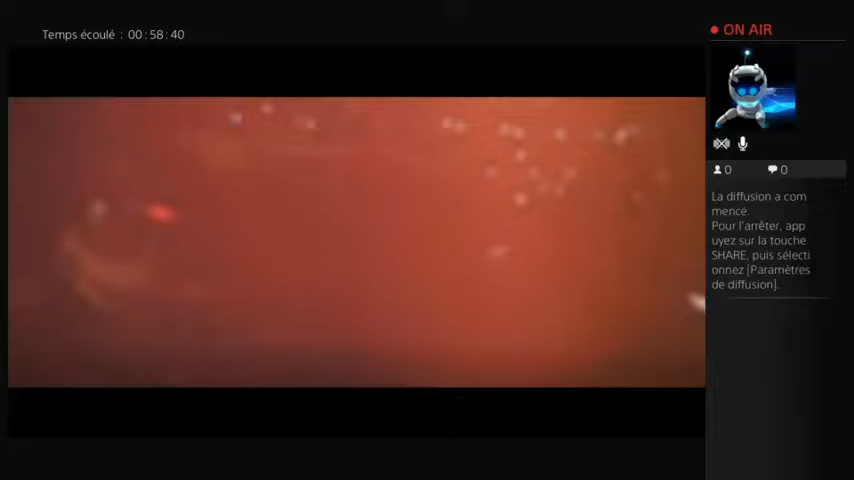 Temps écoulé : 00:58:40
ON AIR
0 0
La diffusion a com
mencé.
Pour l'arrêter, app
uyez sur la touche
SHARE, puis sélecti
onnez [Paramètres
de diffusion].